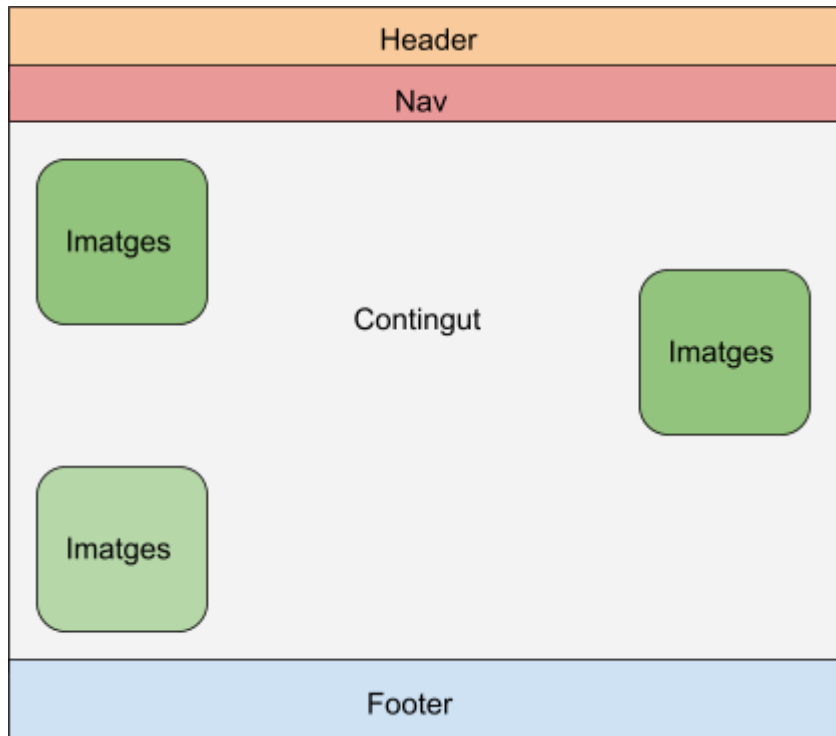 Header
Nav
Imatges
Contingut
Imatges
Imatges
Footer